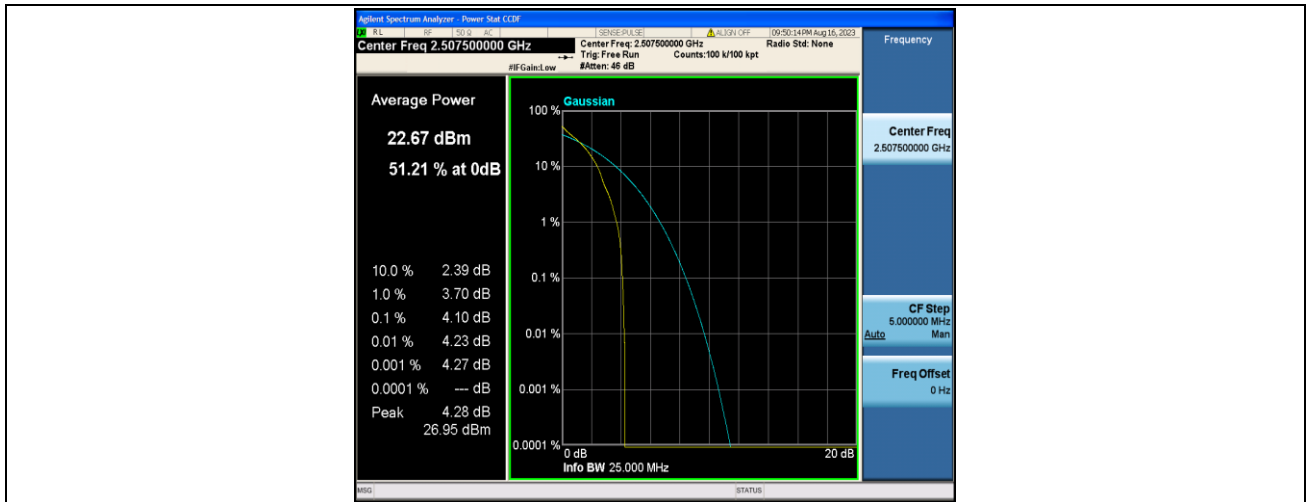 Agilent Spectrum Analyzer - Power Stat CCDF
RL RF 50 Ω AC SENSE:PULSE ALIGN OFF 09:50:14 PM Aug 16, 2023
Center Freq 2.507500000 GHz
Center Freq: 2.507500000 GHz Radio Std: None
Trig: Free Run Counts:100 k/100 kpt
#IFGain:Low #Atten: 46 dB
Frequency
Average Power
22.67 dBm
51.21 % at 0dB
10.0 % 2.39 dB
1.0 % 3.70 dB
0.1 % 4.10 dB
0.01 % 4.23 dB
0.001 % 4.27 dB
0.0001 % --- dB
Peak 4.28 dB
26.95 dBm
Gaussian
100 %
10 %
1 %
0.1 %
0.01 %
0.001 %
0.0001 %
0 dB 20 dB
Info BW 25.000 MHz
Center Freq
2.507500000 GHz
CF Step
5.000000 MHz
Auto Man
Freq Offset
0 Hz
MSG STATUS